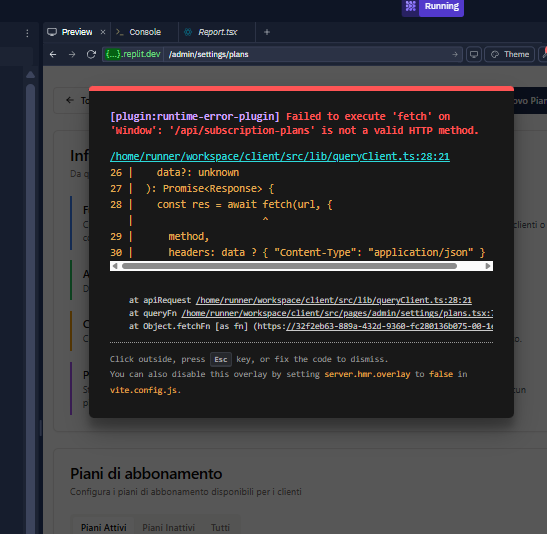 Running
Preview
Console
Report.tsx
{...}.replit.dev /admin/settings/plans
Theme
To
ovo Pian
Inf
Da q
[plugin:runtime-error-plugin] Failed to execute 'fetch' on
'Window': '/api/subscription-plans' is not a valid HTTP method.
/home/runner/workspace/client/src/lib/queryClient.ts:28:21
26 | data?: unknown
27 | ): Promise<Response> {
28 | const res = await fetch(url, {
| ^
29 | method,
30 | headers: data ? { "Content-Type": "application/json" }
at apiRequest /home/runner/workspace/client/src/lib/queryClient.ts:28:21
at queryFn /home/runner/workspace/client/src/pages/admin/settings/plans.tsx:7
at Object.fetchFn [as fn] (https://32f2eb63-889a-432d-9360-fc280136b075-00-1e
Click outside, press Esc key, or fix the code to dismiss.
You can also disable this overlay by setting server.hmr.overlay to false in
vite.config.js.
F
c
clienti o
A
d
C
c
P
S
p
cun
Piani di abbonamento
Configura i piani di abbonamento disponibili per i clienti
Piani Attivi
Piani Inattivi
Tutti